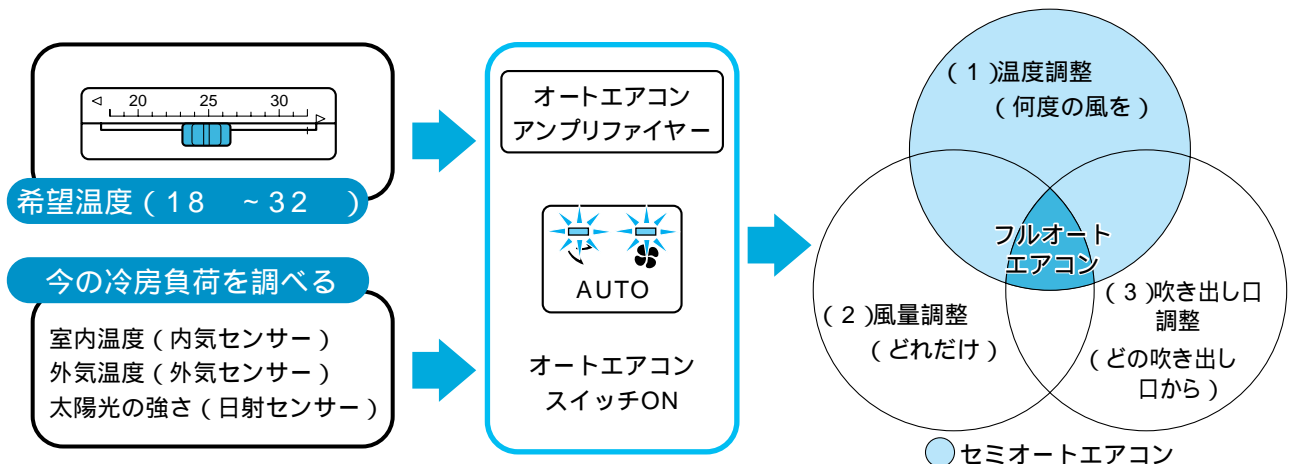 20 25 30
希望温度(18 ~32 )
今の冷房負荷を調べる
室内温度(内気センサー)
外気温度(外気センサー)
太陽光の強さ(日射センサー)
オートエアコン
アンプリファイヤー
AUTO
オートエアコン
スイッチON
(1)温度調整
(何度の風を)
フルオート
エアコン
(2)風量調整
(どれだけ)
(3)吹き出し口
調整
(どの吹き出し
口から)
セミオートエアコン